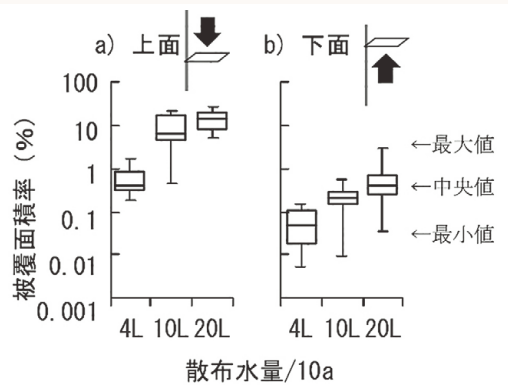 a) 上面
b) 下面
被覆面積率（%）
100
10
1
0.1
0.01
0.001
←最大値
←中央値
←最小値
4L 10L 20L
4L 10L 20L
散布水量/10a